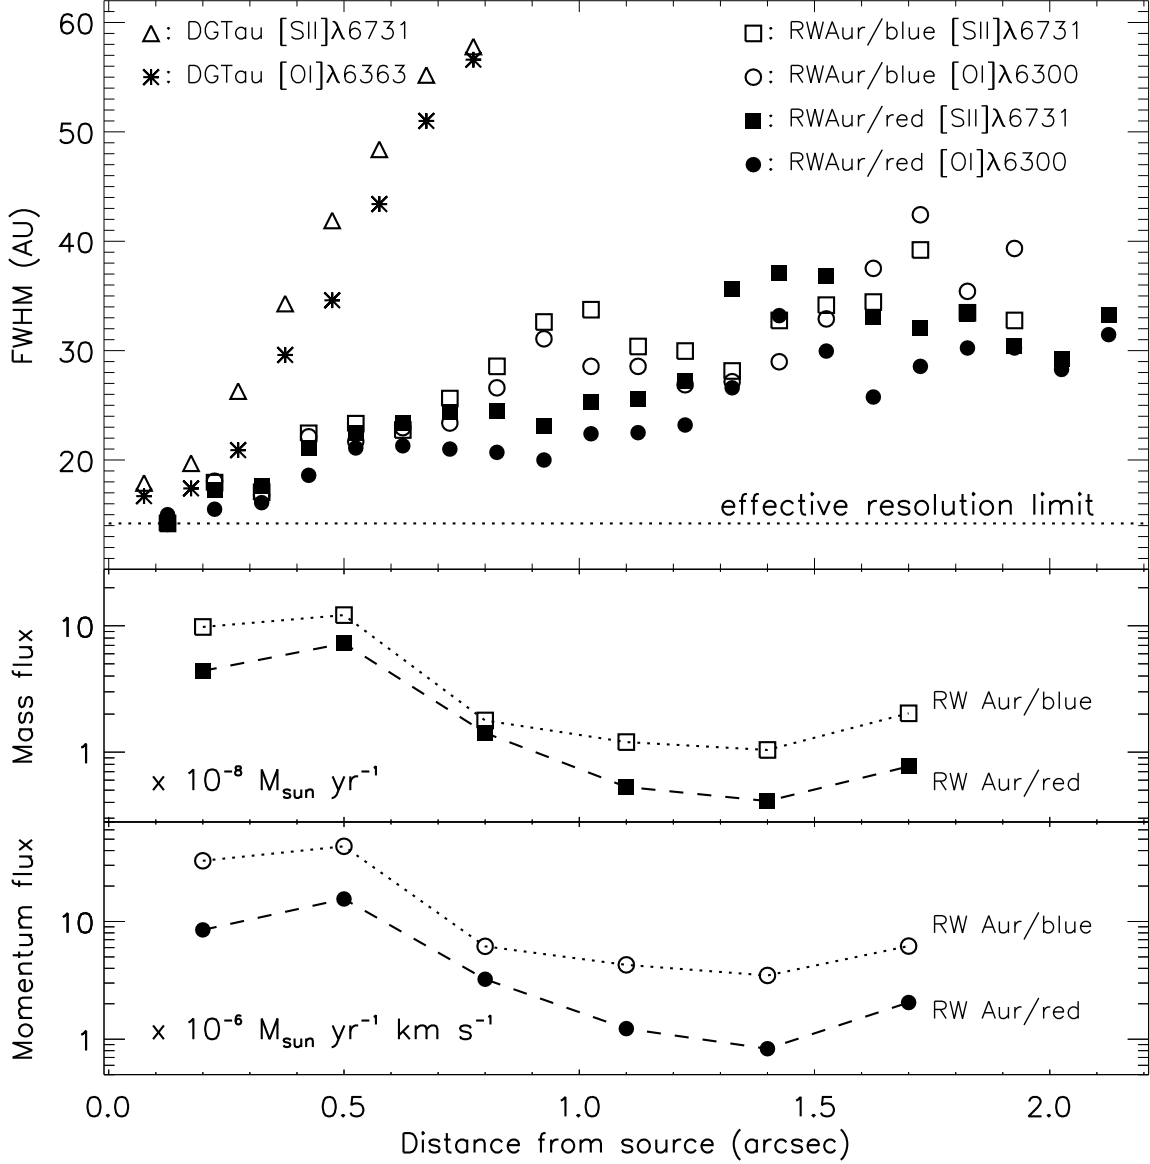 60
50
40
30
20
FWHM (AU)
△: DGTau [SII]λ6731
✳: DGTau [OI]λ6363
□: RWAur/blue [SII]λ6731
○: RWAur/blue [OI]λ6300
■: RWAur/red [SII]λ6731
●: RWAur/red [OI]λ6300
effective resolution limit
10
1
Mass flux
RW Aur/blue
RW Aur/red
x 10⁻⁸ M_sun yr⁻¹
10
1
Momentum flux
RW Aur/blue
RW Aur/red
x 10⁻⁶ M_sun yr⁻¹ km s⁻¹
0.0 0.5 1.0 1.5 2.0
Distance from source (arcsec)